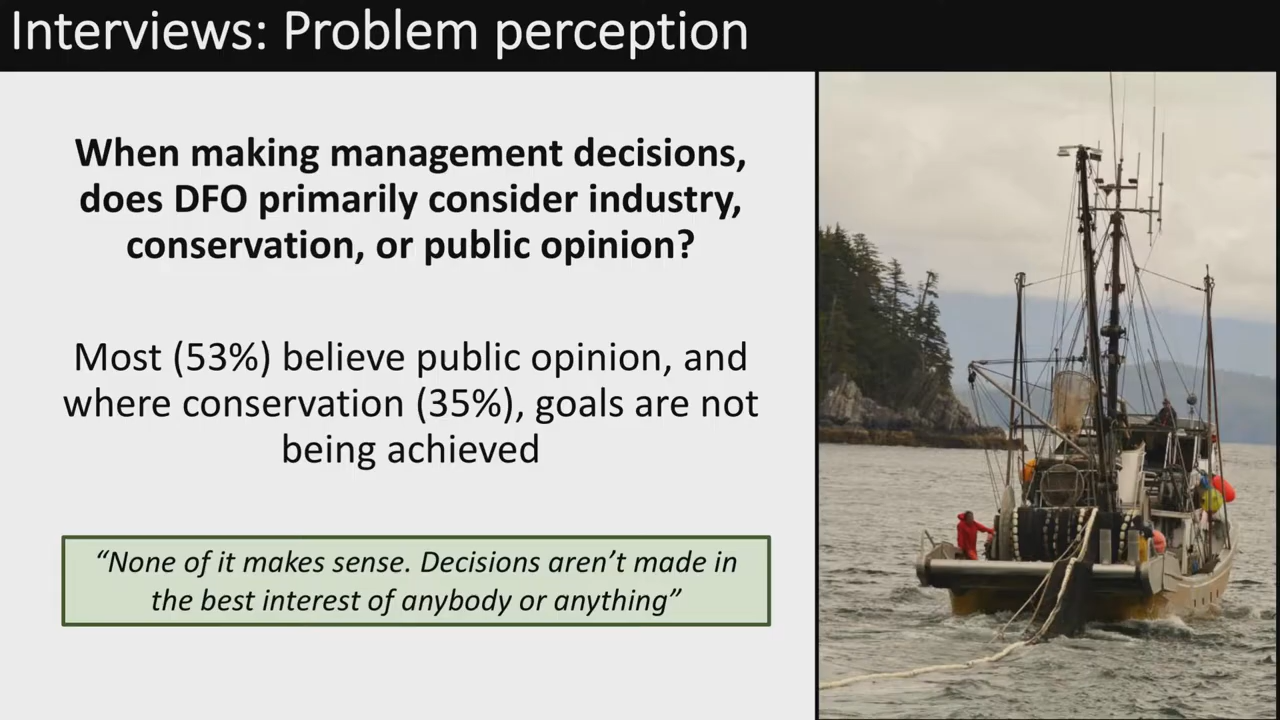 Interviews: Problem perception
When making management decisions,
does DFO primarily consider industry,
conservation, or public opinion?
Most (53%) believe public opinion, and
where conservation (35%), goals are not
being achieved
“None of it makes sense. Decisions aren’t made in
the best interest of anybody or anything”